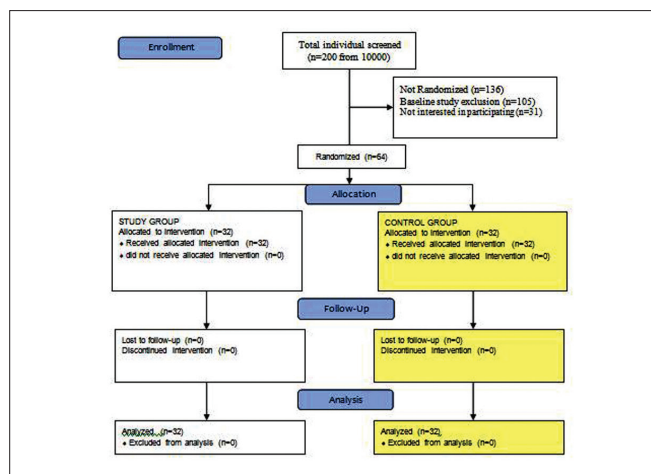 Enrollment
Total individual screened
(n=200 from 10000)
Not Randomized (n=136)
Baseline study exclusion (n=105)
Not interested in participating (n=31)
Randomized (n=64)
Allocation
STUDY GROUP
Allocated to Intervention (n=32)
♦ Received allocated Intervention (n=32)
♦ did not receive allocated Intervention (n=0)
CONTROL GROUP
Allocated to Intervention (n=32)
♦ Received allocated Intervention (n=32)
♦ did not receive allocated Intervention (n=0)
Follow-Up
Lost to follow-up (n=0)
Discontinued Intervention (n=0)
Lost to follow-up (n=0)
Discontinued Intervention (n=0)
Analysis
Analyzed (n=32)
♦ Excluded from analysis (n=0)
Analyzed (n=32),
♦ Excluded from analysis (n=0)